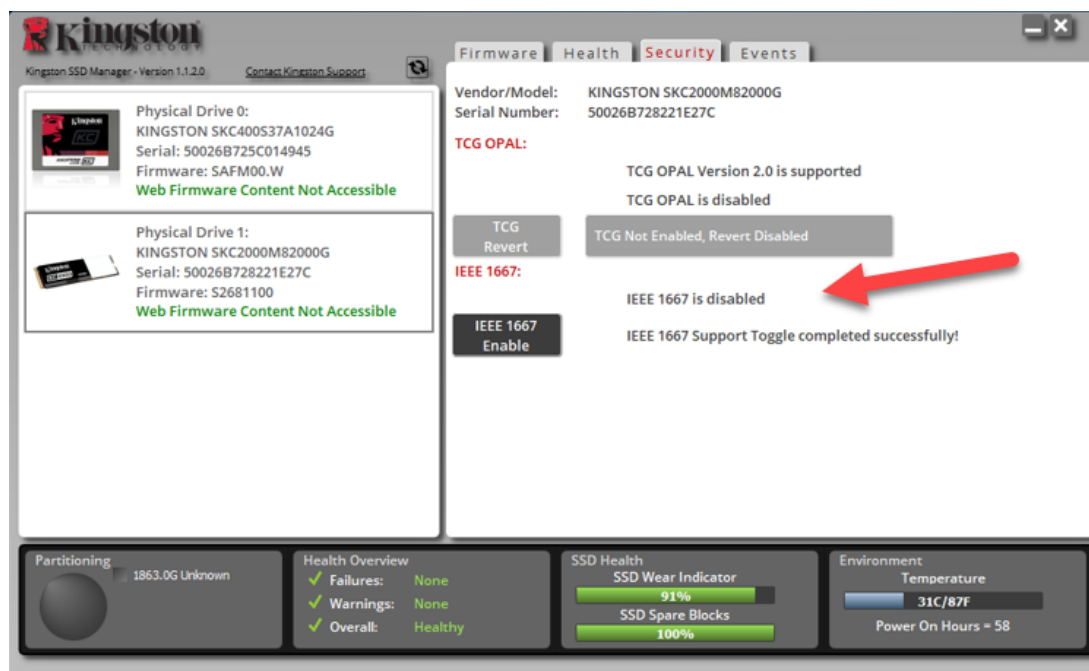 Kingston
TECHNOLOGY
Kingston SSD Manager - Version 1.1.2.0
Contact Kingston Support
Physical Drive 0:
KINGSTON SKC400S37A1024G
Serial: 50026B725C014945
Firmware: SAFM00.W
Web Firmware Content Not Accessible
Physical Drive 1:
KINGSTON SKC2000M82000G
Serial: 50026B728221E27C
Firmware: S2681100
Web Firmware Content Not Accessible
Firmware
Health
Security
Events
Vendor/Model: KINGSTON SKC2000M82000G
Serial Number: 50026B728221E27C
TCG OPAL:
TCG OPAL Version 2.0 is supported
TCG OPAL is disabled
TCG
Revert
TCG Not Enabled, Revert Disabled
IEEE 1667:
IEEE 1667 is disabled
IEEE 1667
Enable
IEEE 1667 Support Toggle completed successfully!
Partitioning
1863.0G Unknown
Health Overview
Failures: None
Warnings: None
Overall: Healthy
SSD Health
SSD Wear Indicator
91%
SSD Spare Blocks
100%
Environment
Temperature
31C/87F
Power On Hours = 58